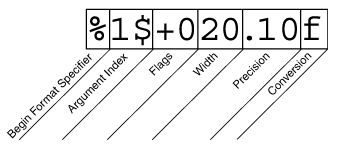 %1$+020.10f
Begin Format Specifier
Argument Index
Flags
Width
Precision
Conversion